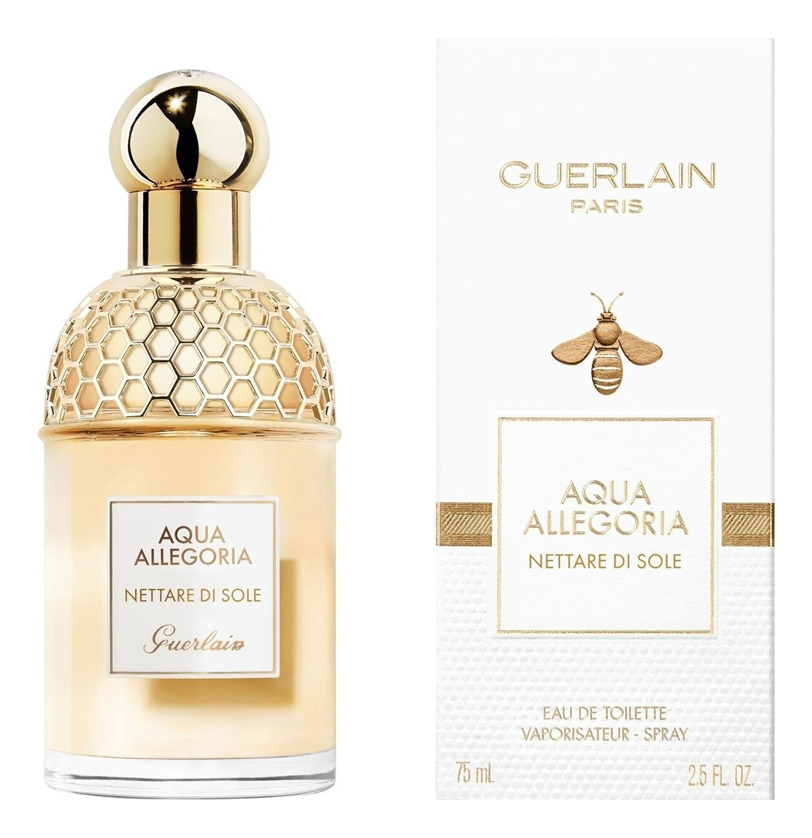 AQUA
ALLEGORIA
NETTARE DI SOLE
Guerlain
GUERLAIN
PARIS
AQUA
ALLEGORIA
NETTARE DI SOLE
EAU DE TOILETTE
VAPORISATEUR - SPRAY
75 mL
2.5 FL. OZ.